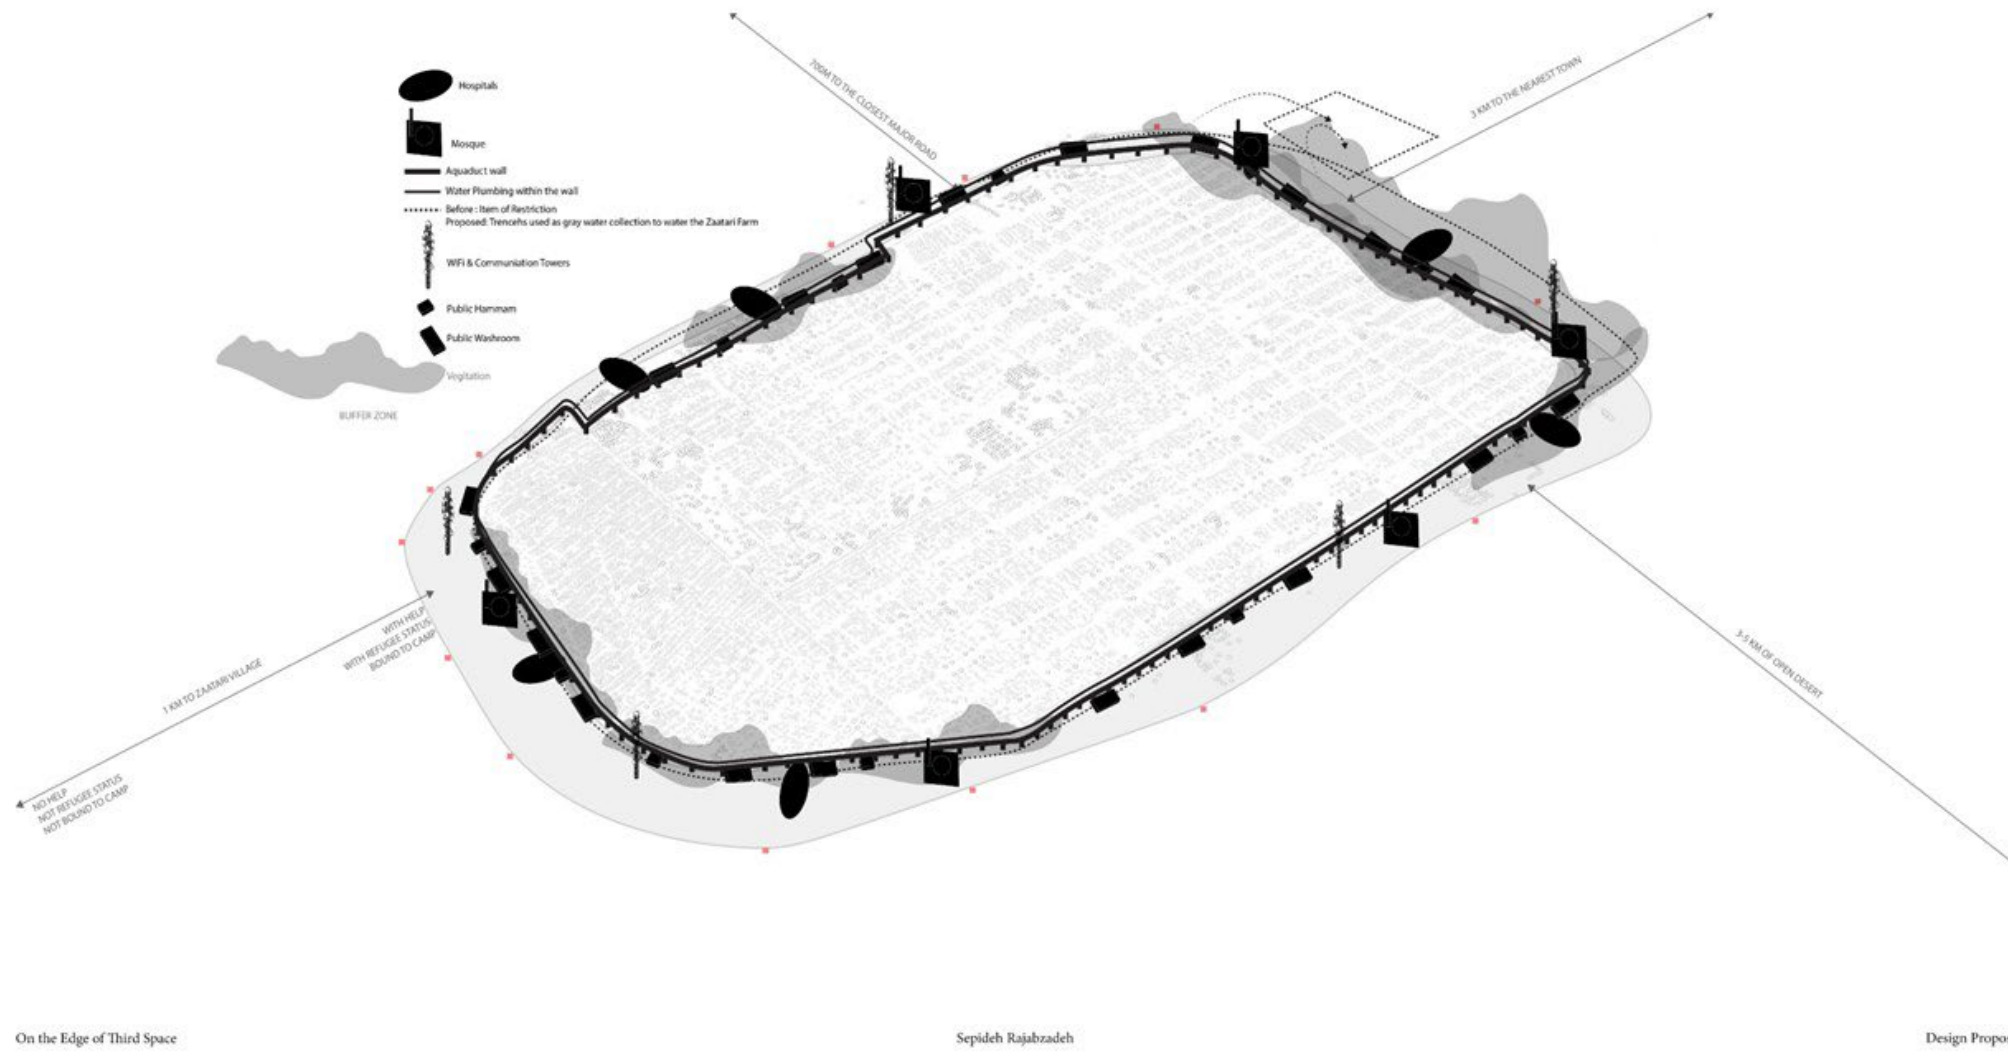 700M TO THE CLOSEST MAJOR ROAD
3 KM TO THE NEAREST TOWN
Hospitals
Mosque
Aquaduct wall
Water Plumbing within the wall
Before : Item of Restriction
Proposed: Trencehs used as gray water collection to water the Zaatari Farm
WiFi & Communiation Towers
Public Hammam
Public Washroom
Vegitation
BUFFER ZONE
WITH HELP
WITH REFUGEE STATUS
BOUND TO CAMP
1 KM TO ZAATARI VILLAGE
3-5 KM OF OPEN DESERT
NO HELP
NOT REFUGEE STATUS
NOT BOUND TO CAMP
On the Edge of Third Space
Sepideh Rajabzadeh
Design Propo